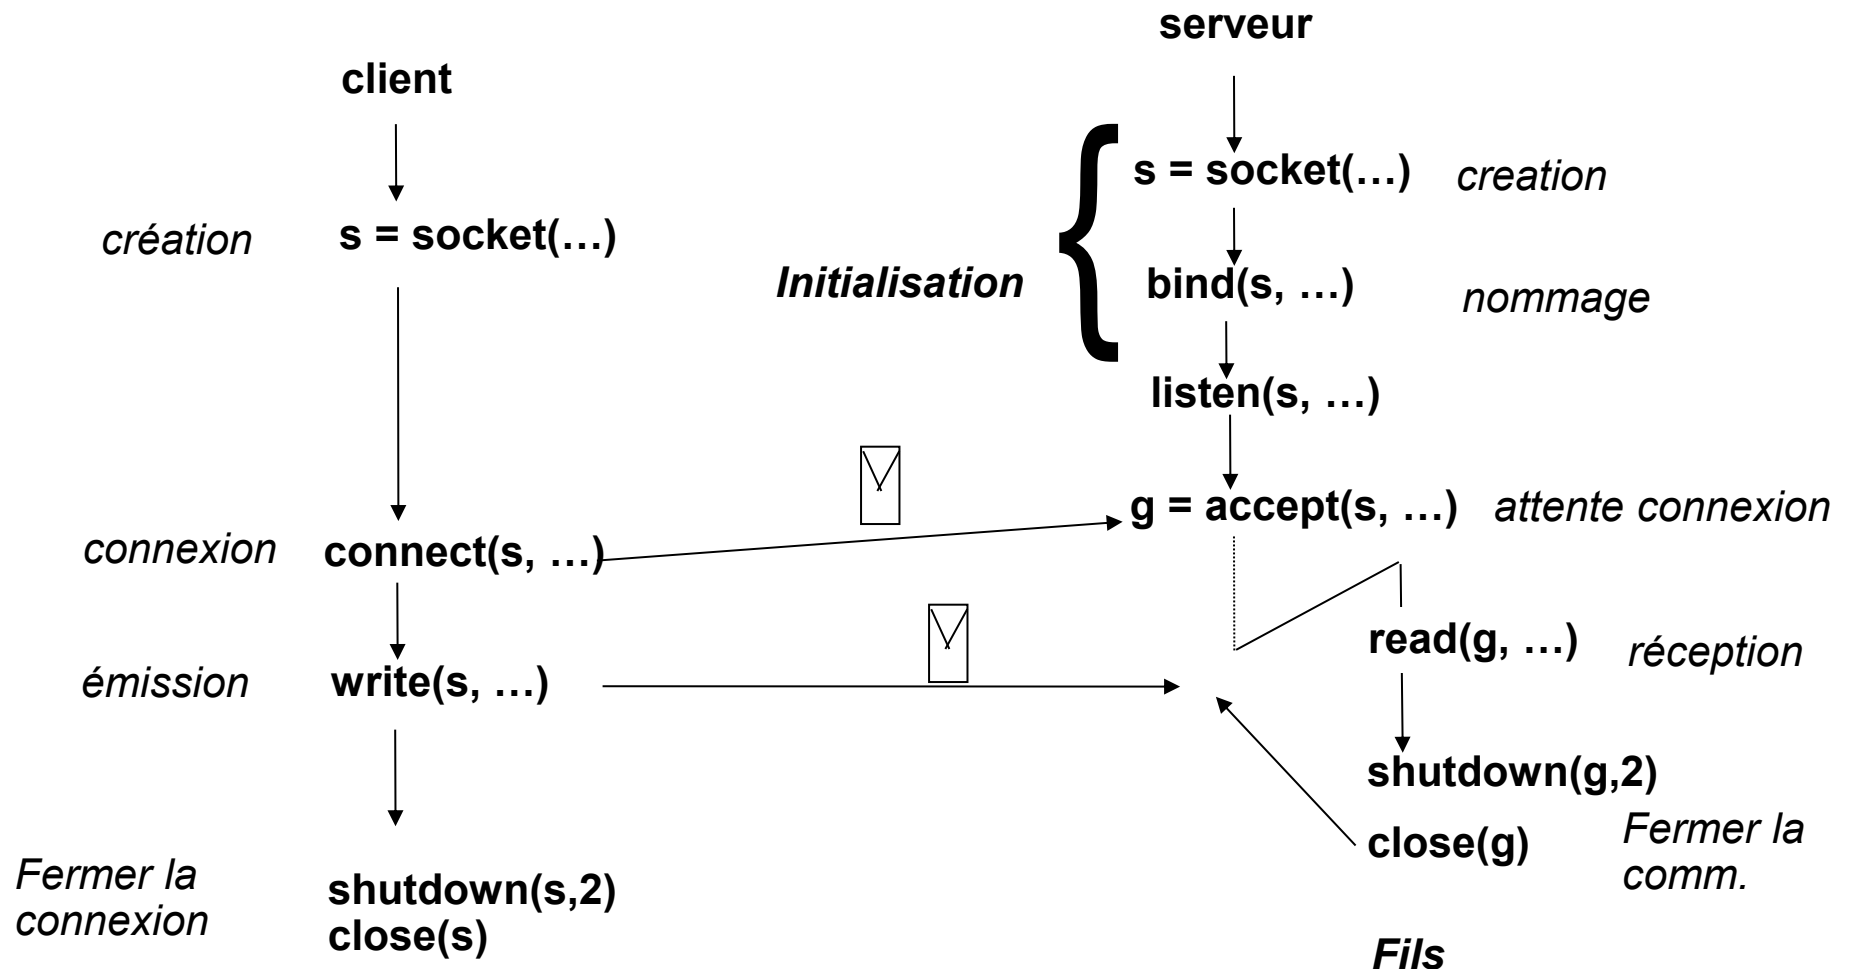 serveur
client
s = socket(…)
creation
création
s = socket(…)
Initialisation
bind(s, …)
nommage
listen(s, …)
g = accept(s, …)
attente connexion
connexion
connect(s, …)
read(g, …)
réception
émission
write(s, …)
shutdown(g,2)
close(g)
Fermer la
comm.
Fermer la
connexion
shutdown(s,2)
close(s)
Fils